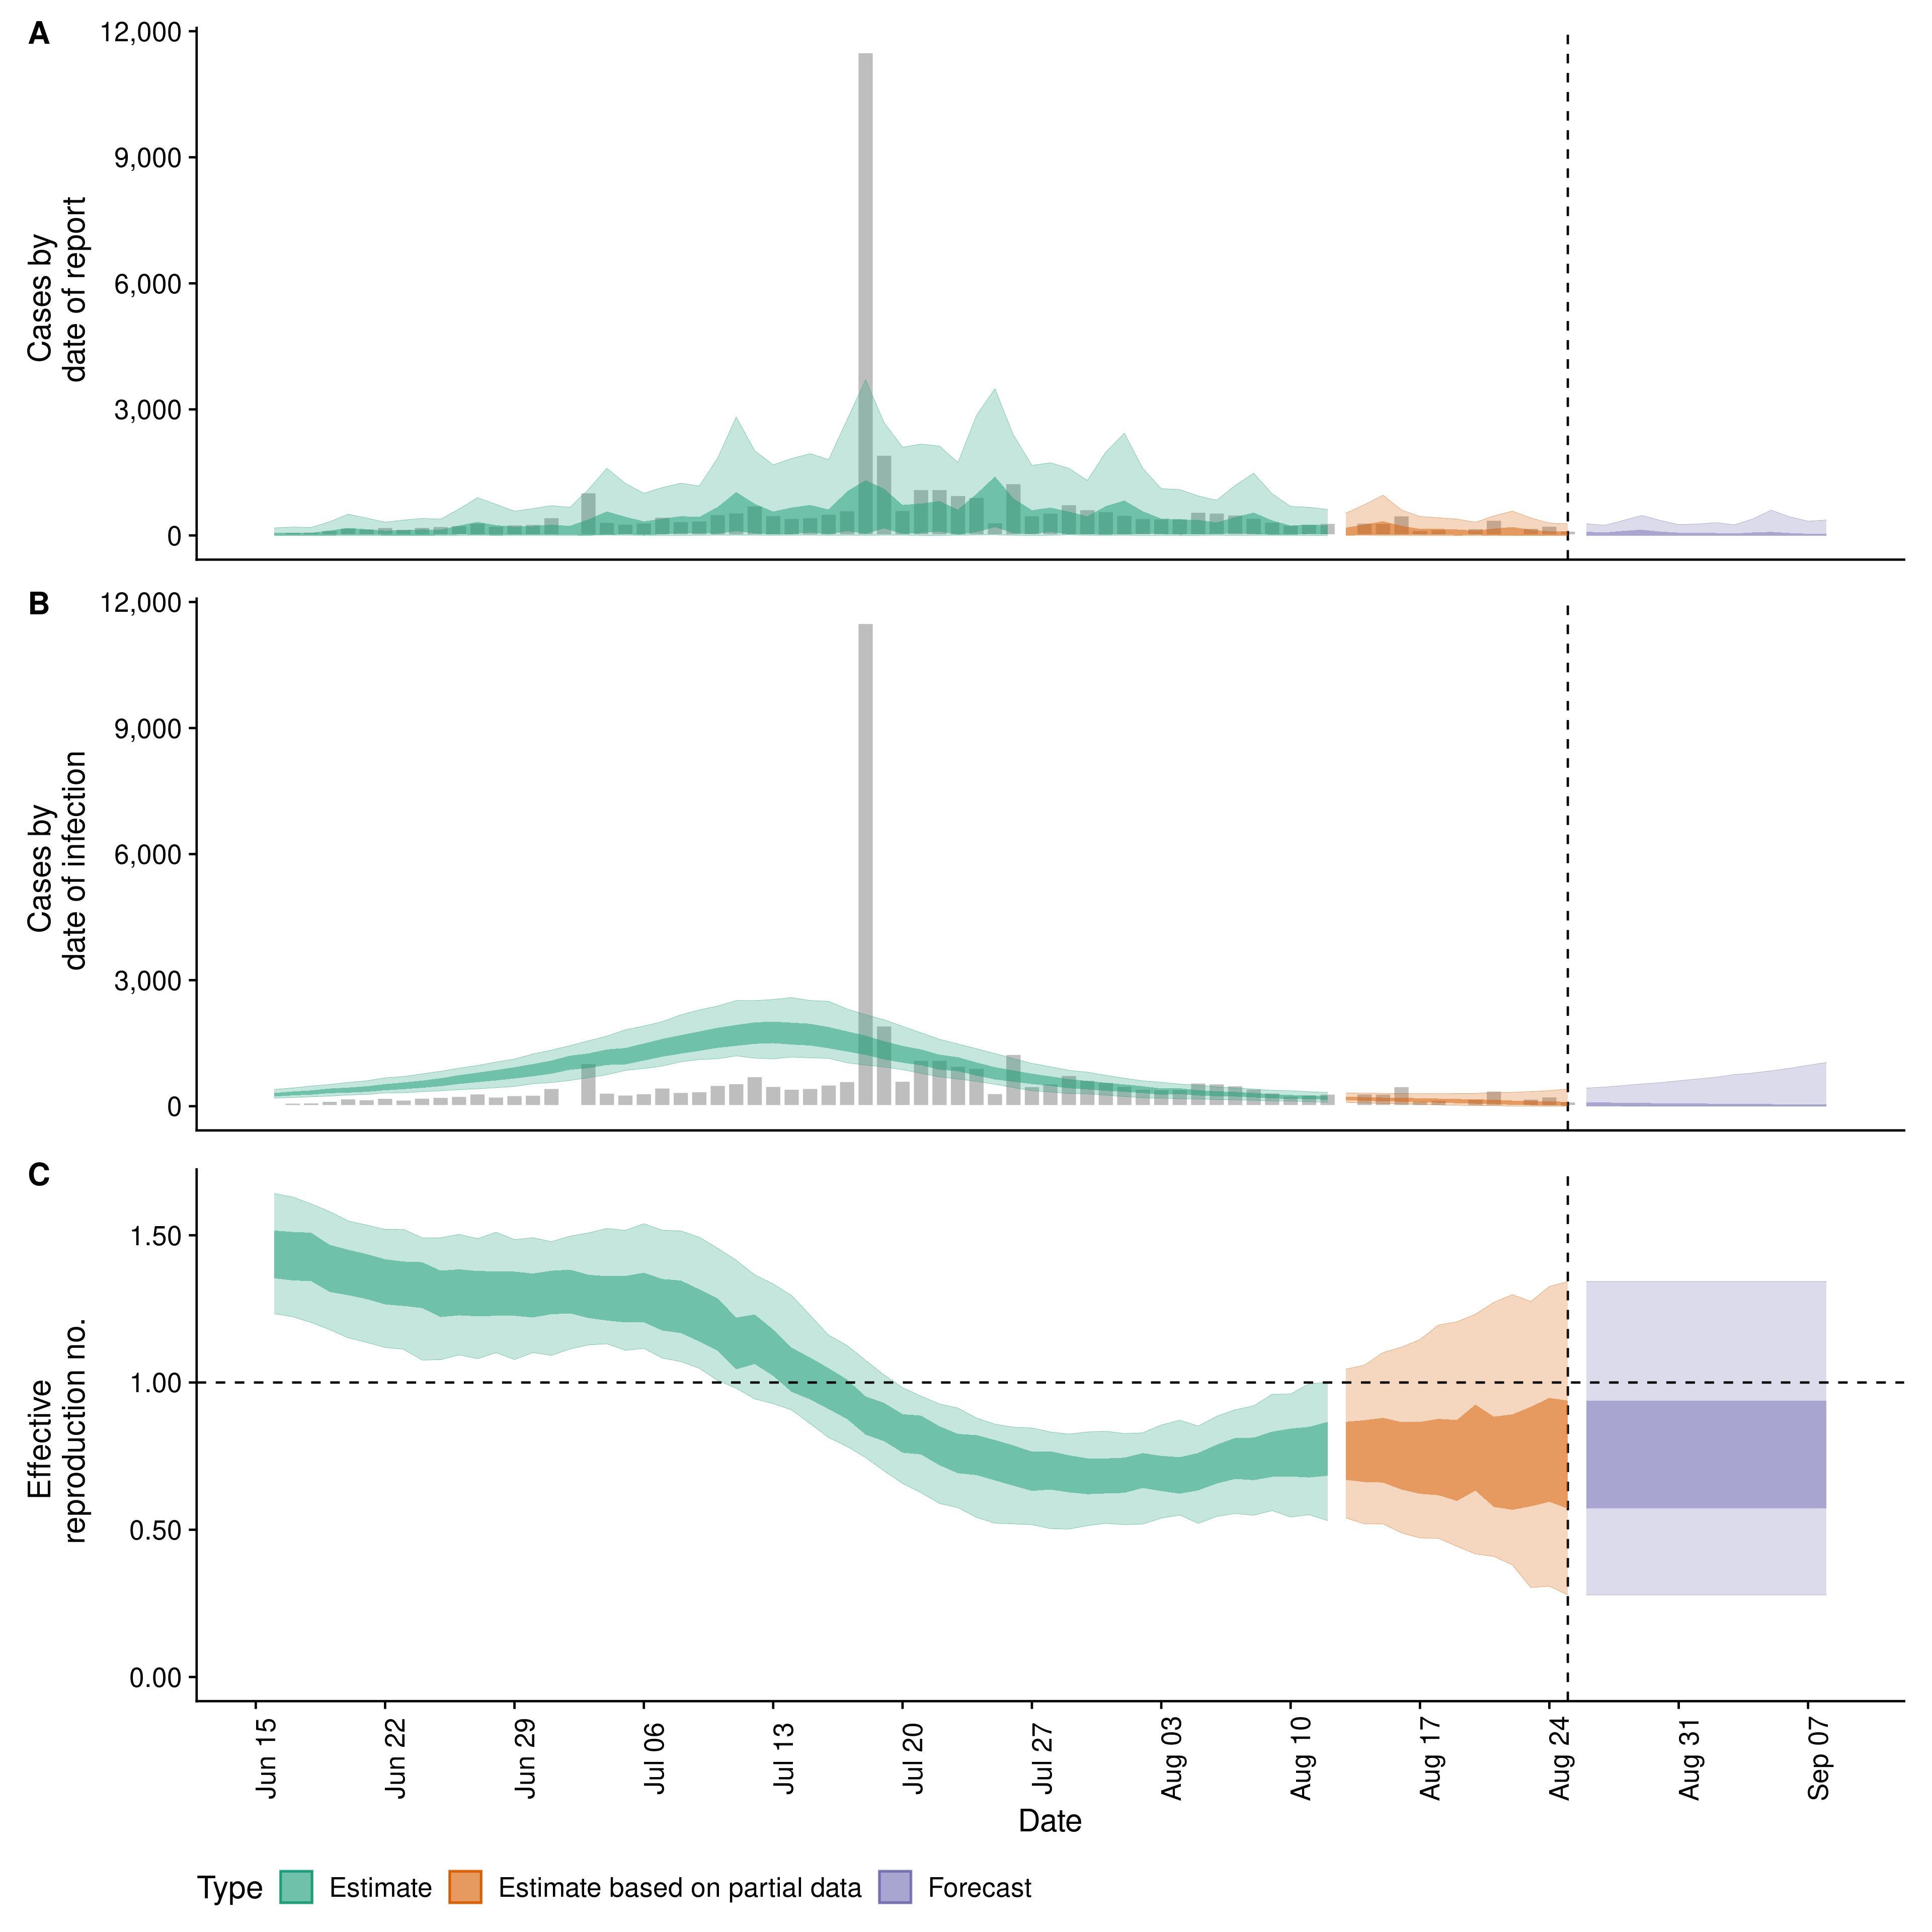 A
Cases by
date of report
12,000
9,000
6,000
3,000
0
B
Cases by
date of infection
12,000
9,000
6,000
3,000
0
C
Effective
reproduction no.
1.50
1.00
0.50
0.00
Jun 15
Jun 22
Jun 29
Jul 06
Jul 13
Jul 20
Jul 27
Aug 03
Aug 10
Aug 17
Aug 24
Aug 31
Sep 07
Date
Type Estimate Estimate based on partial data Forecast